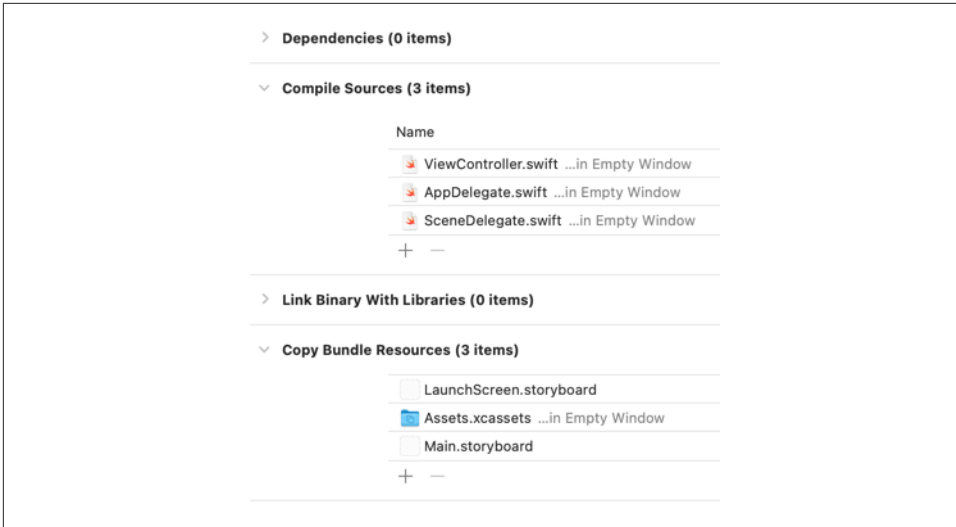 Dependencies (0 items)
Compile Sources (3 items)
Name
ViewController.swift ...in Empty Window
AppDelegate.swift ...in Empty Window
SceneDelegate.swift ...in Empty Window
Link Binary With Libraries (0 items)
Copy Bundle Resources (3 items)
LaunchScreen.storyboard
Assets.xcassets ...in Empty Window
Main.storyboard